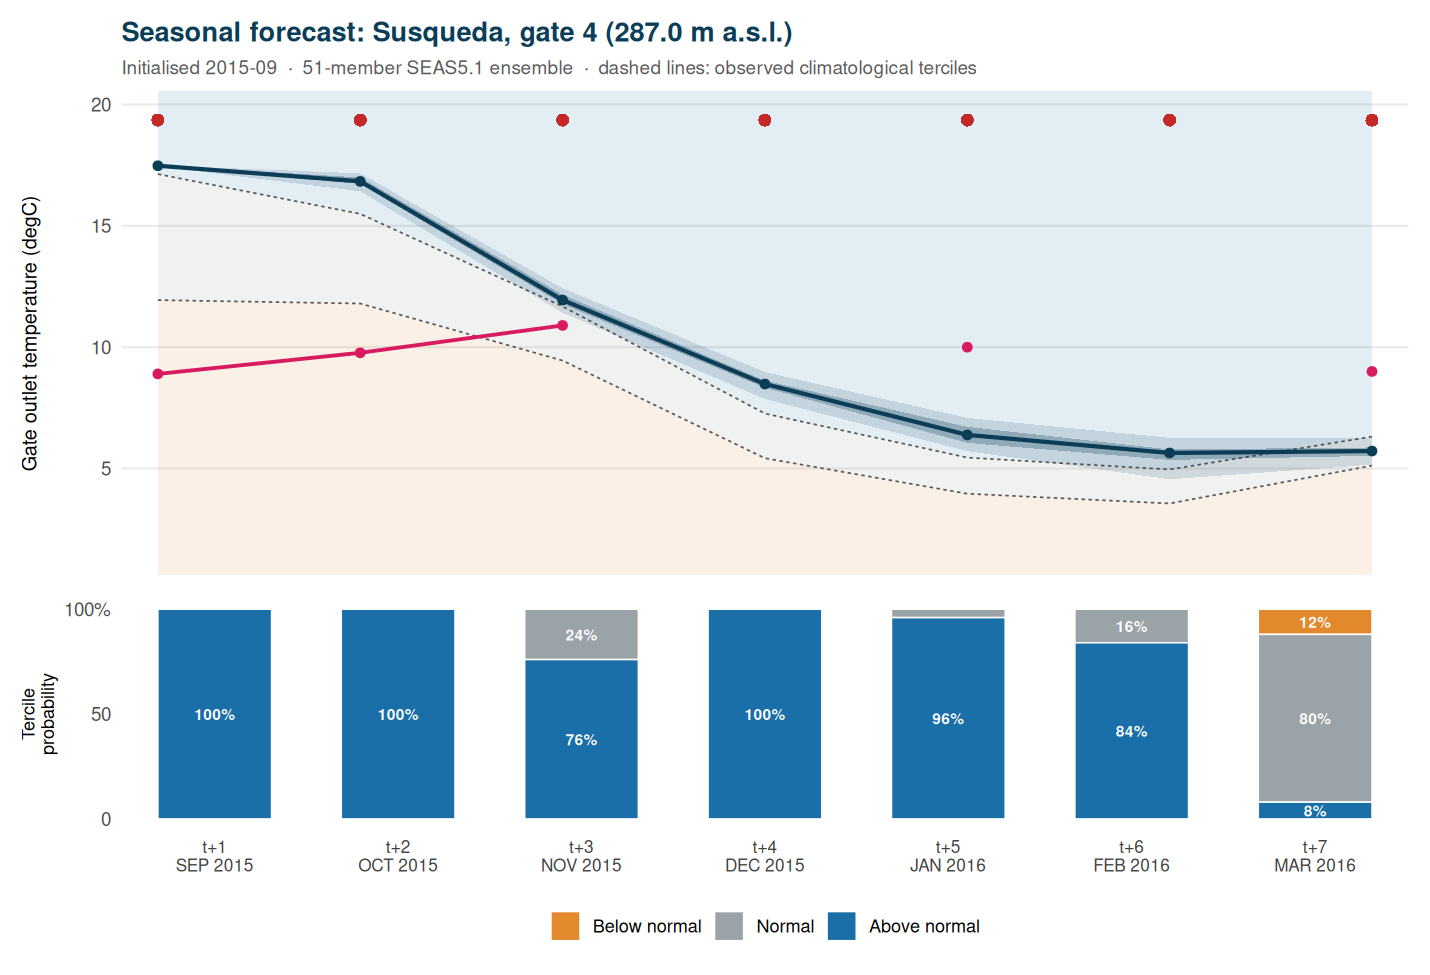 Seasonal forecast: Susqueda, gate 4 (287.0 m a.s.l.)
Initialised 2015-09 · 51-member SEAS5.1 ensemble · dashed lines: observed climatological terciles
Gate outlet temperature (degC)
20
15
10
5
Tercile
probability
100%
50
0
100%
100%
24%
76%
100%
96%
16%
84%
12%
80%
8%
t+1
SEP 2015
t+2
OCT 2015
t+3
NOV 2015
t+4
DEC 2015
t+5
JAN 2016
t+6
FEB 2016
t+7
MAR 2016
Below normal
Normal
Above normal